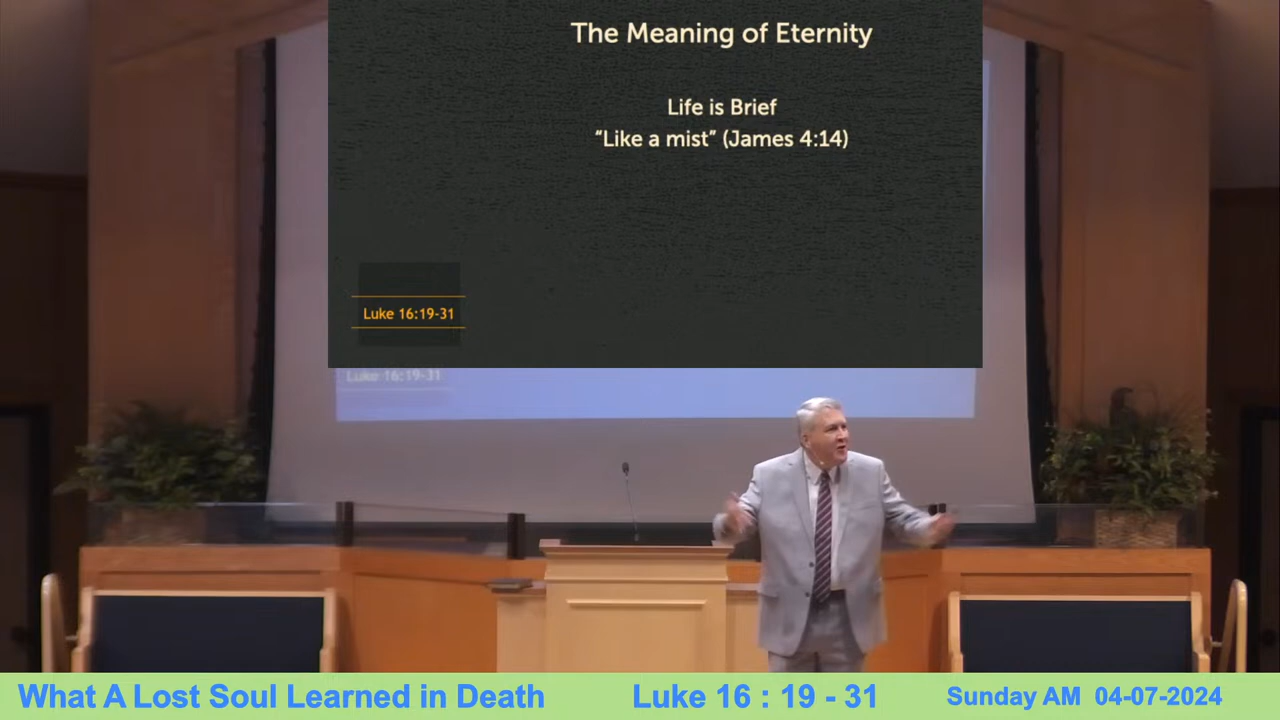 The Meaning of Eternity
Life is Brief
“Like a mist” (James 4:14)
Luke 16:19-31
Luke 16:19-31
What A Lost Soul Learned in Death
Luke 16 : 19 - 31
Sunday AM 04-07-2024